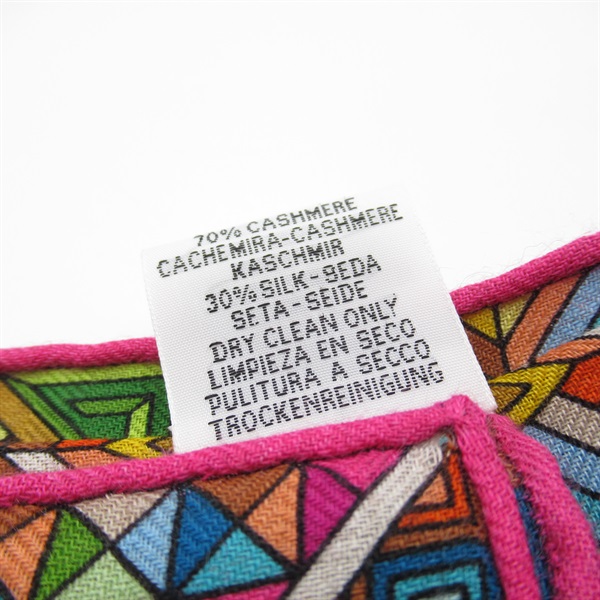 70% CASHMERE
CACHEMIRA-CASHMERE
KASCHMIR
30% SILK-SEDA
SETA-SEIDE
DRY CLEAN ONLY
LIMPIEZA EN SECO
PULITURA A SECCO
TROCKENREINIGUNG